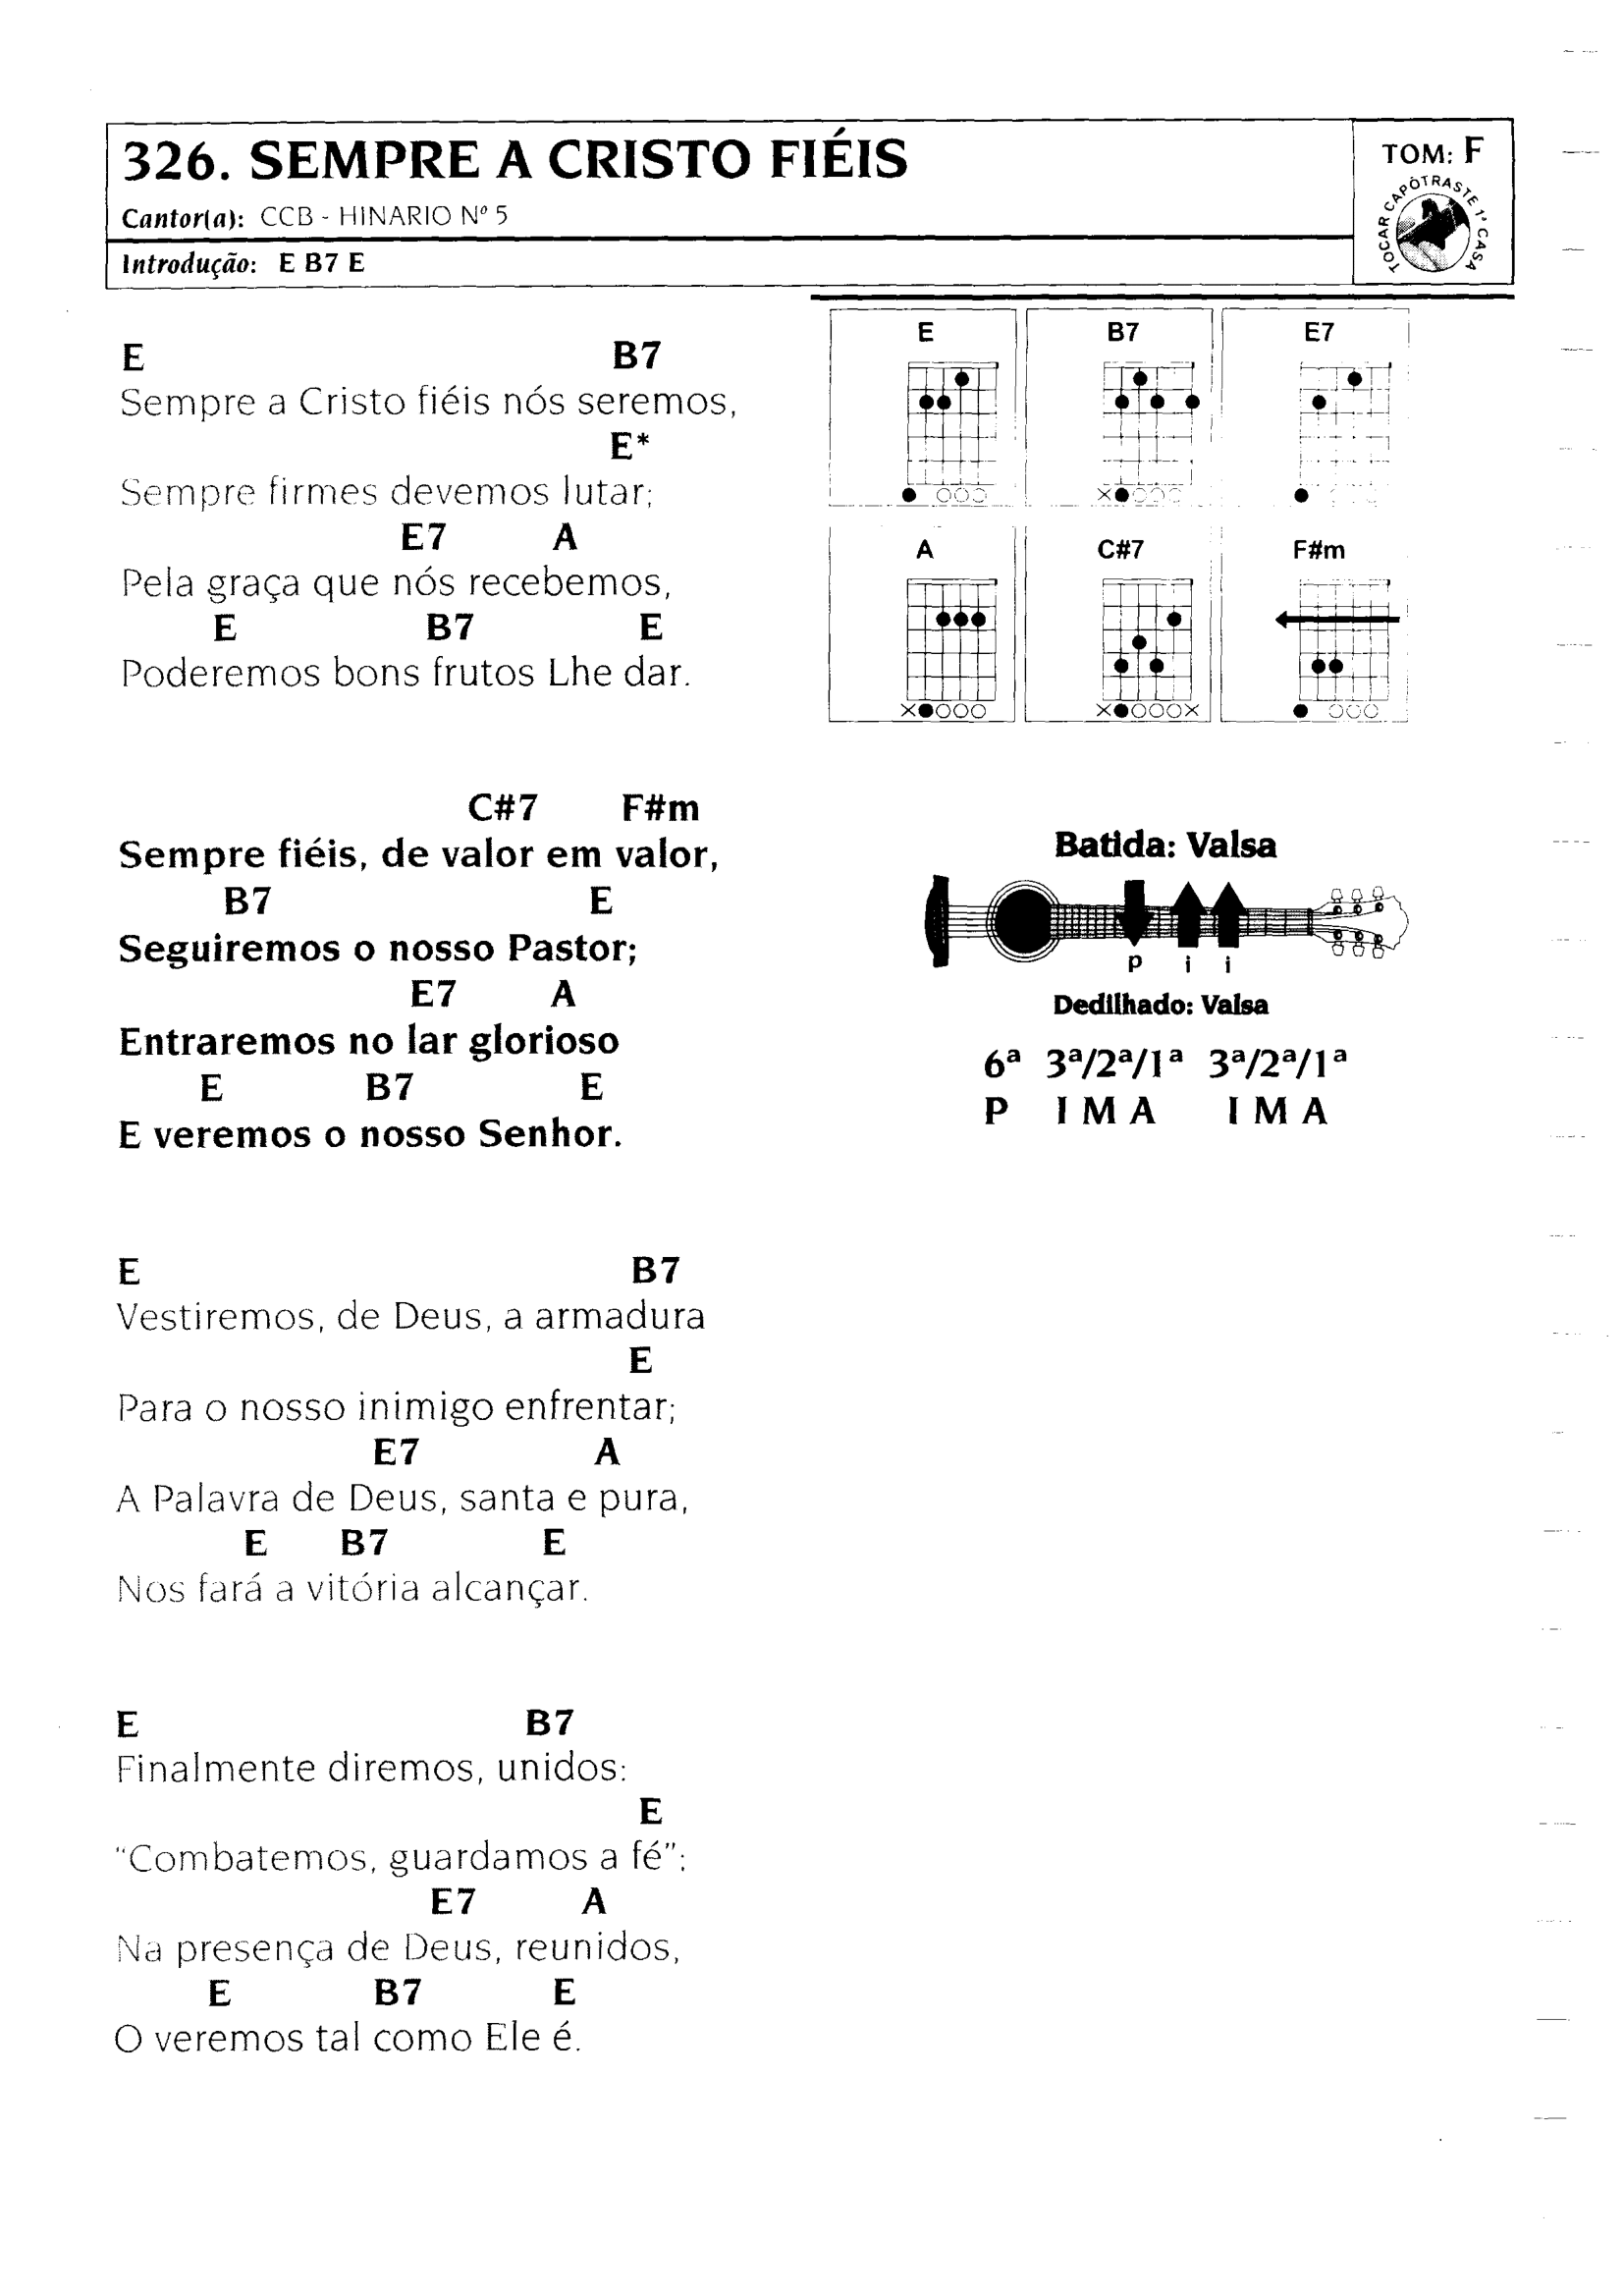 326. SEMPRE A CRISTO FIÉIS
TOM: F
TOCAR CAPÓTRASTE 1ª CASA
Cantor(a): CCB - HINARIO Nº 5
Introdução: E B7 E
E B7
Sempre a Cristo fiéis nós seremos,
E*
Sempre firmes devemos lutar;
E7 A
Pela graça que nós recebemos,
E B7 E
Poderemos bons frutos Lhe dar.
C#7 F#m
Sempre fiéis, de valor em valor,
B7 E
Seguiremos o nosso Pastor;
E7 A
Entraremos no lar glorioso
E B7 E
E veremos o nosso Senhor.
E B7
Vestiremos, de Deus, a armadura
E
Para o nosso inimigo enfrentar;
E7 A
A Palavra de Deus, santa e pura,
E B7 E
Nos fará a vitória alcançar.
E B7
Finalmente diremos, unidos:
E
"Combatemos, guardamos a fé";
E7 A
Na presença de Deus, reunidos,
E B7 E
O veremos tal como Ele é.
E B7 E7
A C#7 F#m
Batida: Valsa
p i i
Dedilhado: Valsa
6ª 3ª/2ª/1ª 3ª/2ª/1ª
P I M A I M A